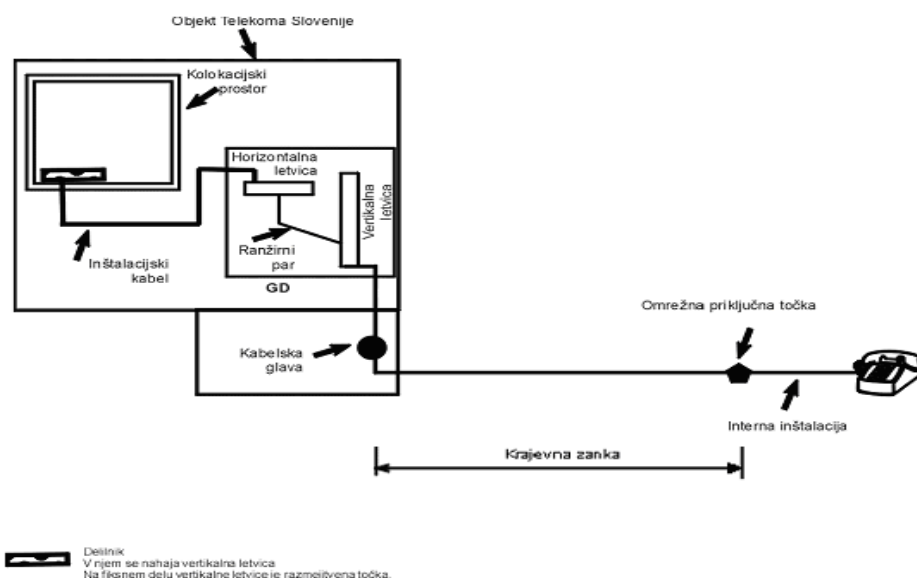 Objekt Telekoma Slovenije
Kolokacijski
prostor
Horizontalna
letvica
Vertikalna
letvica
Ranžirni
par
GD
Inštalacijski
kabel
Kabelska
glava
Omrežna priključna točka
Interna inštalacija
Krajevna zanka
Delilnik
V njem se nahaja vertikalna letvica
Na fiksnem delu vertikalne letvice je razmejitvena točka.